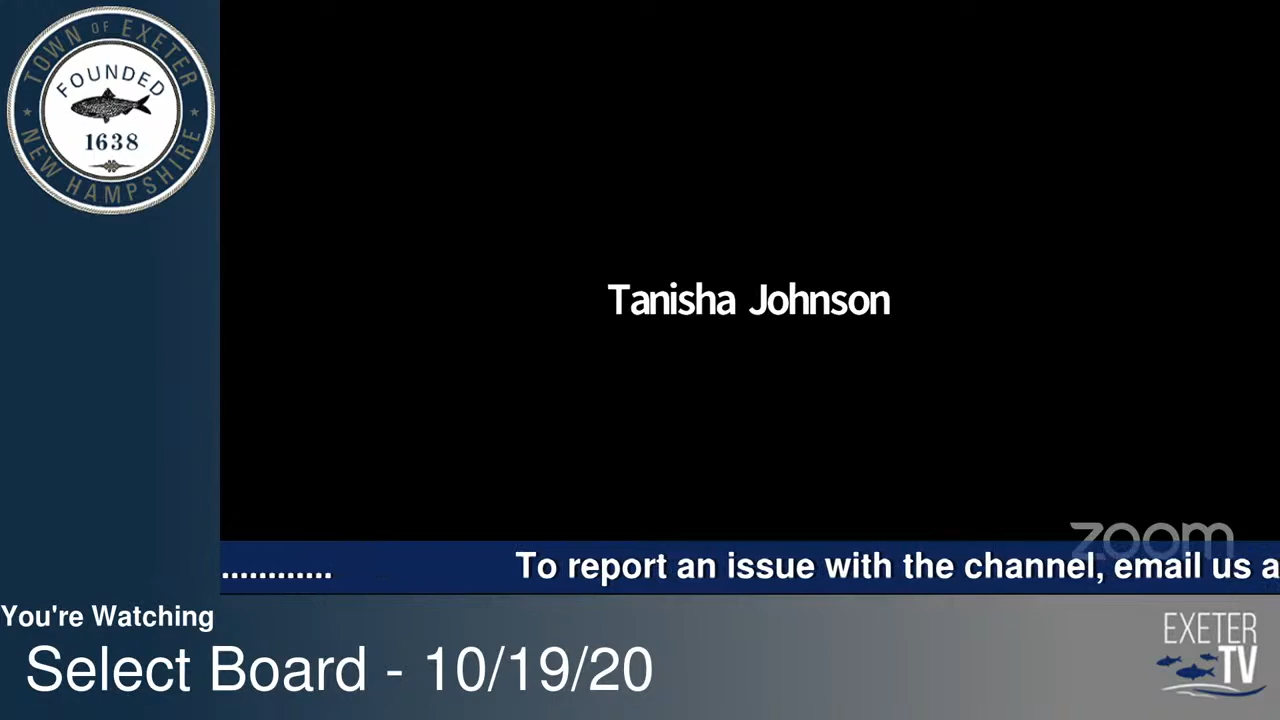 TOWN OF EXETER
FOUNDED
1638
NEW HAMPSHIRE
Tanisha Johnson
zoom
............ To report an issue with the channel, email us a
You're Watching
Select Board - 10/19/20
EXETER
TV